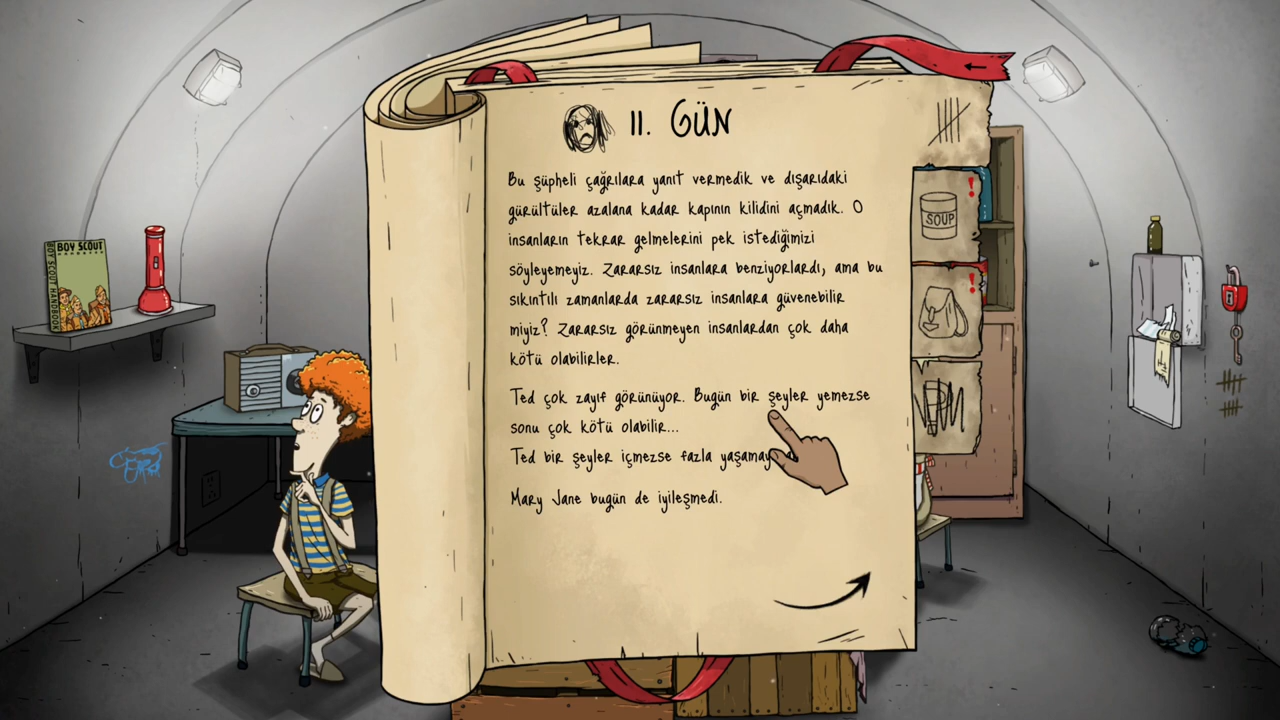 11. GÜN
Bu şüpheli çağrılara yanıt vermedik ve dışarıdaki
gürültüler azalana kadar kapının kilidini açmadık. O
insanların tekrar gelmelerini pek istediğimizi
söyleyemeyiz. Zararsız insanlara benziyorlardı, ama bu
sıkıntılı zamanlarda zararsız insanlara güvenebilir
miyiz? Zararsız görünmeyen insanlardan çok daha
kötü olabilirler.
Ted çok zayıf görünüyor. Bugün bir şeyler yemezse
sonu çok kötü olabilir...
Ted bir şeyler içmezse fazla
Mary Jane bugün de iyileşmedi.
SOUP
BOY SCOUT
BOY SCOUT HANDBOOK